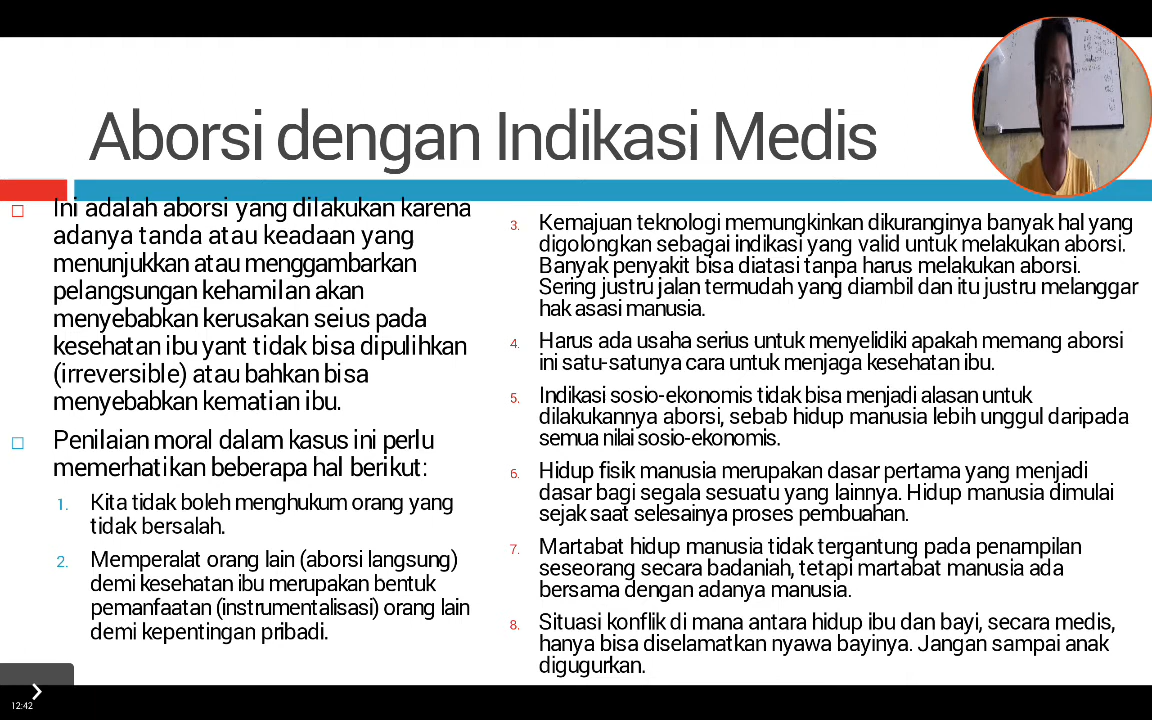 Aborsi dengan Indikasi Medis
Ini adalah aborsi yang dilakukan karena
adanya tanda atau keadaan yang
menunjukkan atau menggambarkan
pelangsungan kehamilan akan
menyebabkan kerusakan seius pada
kesehatan ibu yant tidak bisa dipulihkan
(irreversible) atau bahkan bisa
menyebabkan kematian ibu.
Penilaian moral dalam kasus ini perlu
memerhatikan beberapa hal berikut:
1. Kita tidak boleh menghukum orang yang
tidak bersalah.
2. Memperalat orang lain (aborsi langsung)
demi kesehatan ibu merupakan bentuk
pemanfaatan (instrumentalisasi) orang lain
demi kepentingan pribadi.
3. Kemajuan teknologi memungkinkan dikuranginya banyak hal yang
digolongkan sebagai indikasi yang valid untuk melakukan aborsi.
Banyak penyakit bisa diatasi tanpa harus melakukan aborsi.
Sering justru jalan termudah yang diambil dan itu justru melanggar
hak asasi manusia.
4. Harus ada usaha serius untuk menyelidiki apakah memang aborsi
ini satu-satunya cara untuk menjaga kesehatan ibu.
5. Indikasi sosio-ekonomis tidak bisa menjadi alasan untuk
dilakukannya aborsi, sebab hidup manusia lebih unggul daripada
semua nilai sosio-ekonomis.
6. Hidup fisik manusia merupakan dasar pertama yang menjadi
dasar bagi segala sesuatu yang lainnya. Hidup manusia dimulai
sejak saat selesainya proses pembuahan.
7. Martabat hidup manusia tidak tergantung pada penampilan
seseorang secara badaniah, tetapi martabat manusia ada
bersama dengan adanya manusia.
8. Situasi konflik di mana antara hidup ibu dan bayi, secara medis,
hanya bisa diselamatkan nyawa bayinya. Jangan sampai anak
digugurkan.
12:42